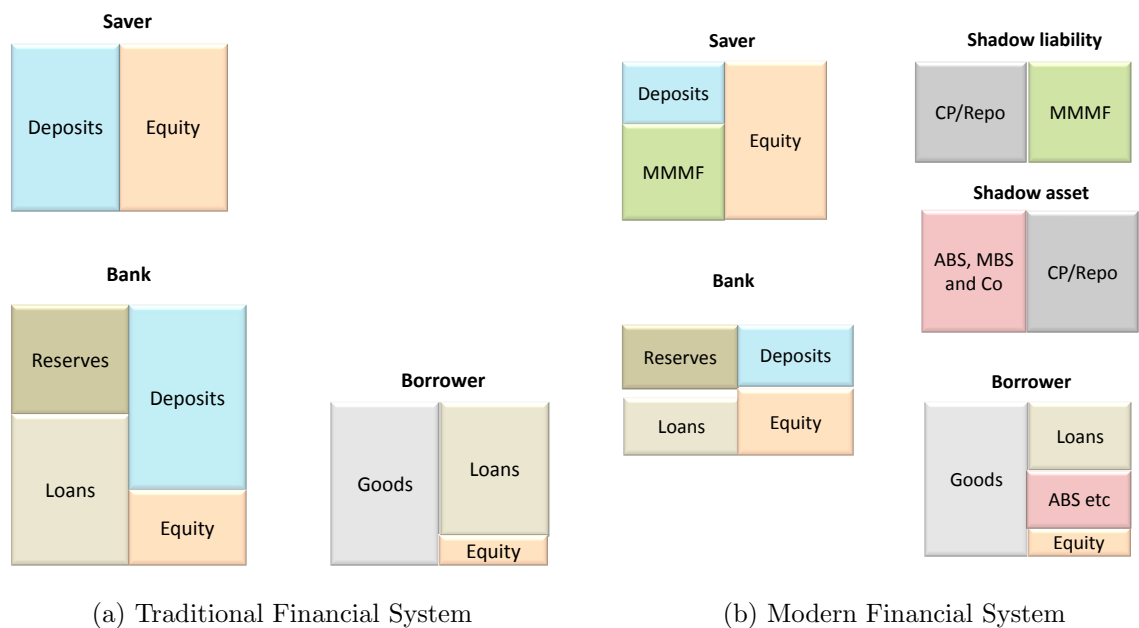 Saver
Deposits
Equity
Bank
Reserves
Deposits
Loans
Equity
Borrower
Goods
Loans
Equity
(a) Traditional Financial System
Saver
Deposits
MMMF
Equity
Shadow liability
CP/Repo
MMMF
Shadow asset
ABS, MBS
and Co
CP/Repo
Bank
Reserves
Deposits
Loans
Equity
Borrower
Goods
Loans
ABS etc
Equity
(b) Modern Financial System